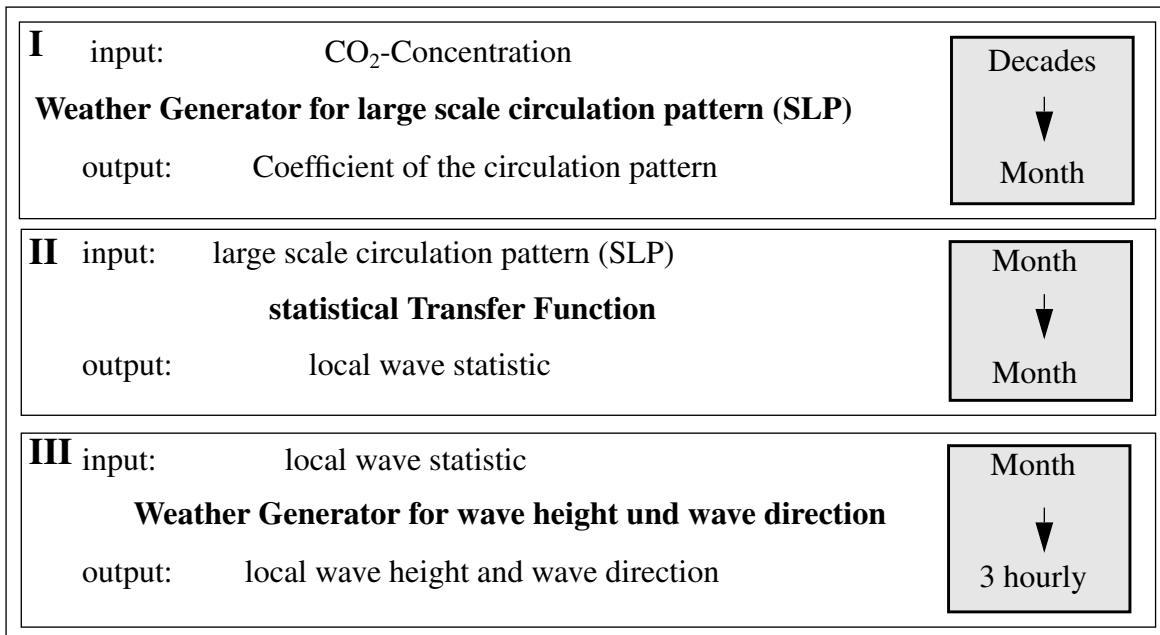 I input: CO₂-Concentration
Weather Generator for large scale circulation pattern (SLP)
output: Coefficient of the circulation pattern
Decades
Month
II input: large scale circulation pattern (SLP)
statistical Transfer Function
output: local wave statistic
Month
Month
III input: local wave statistic
Weather Generator for wave height und wave direction
output: local wave height and wave direction
Month
3 hourly